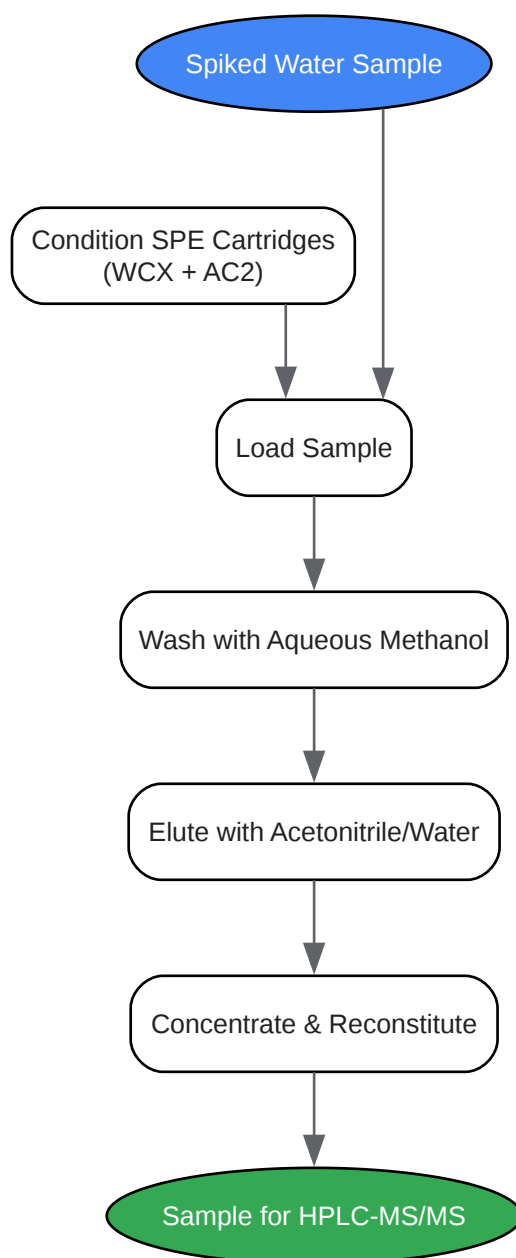 Spiked Water Sample
Condition SPE Cartridges
(WCX + AC2)
Load Sample
Wash with Aqueous Methanol
Elute with Acetonitrile/Water
Concentrate & Reconstitute
Sample for HPLC-MS/MS